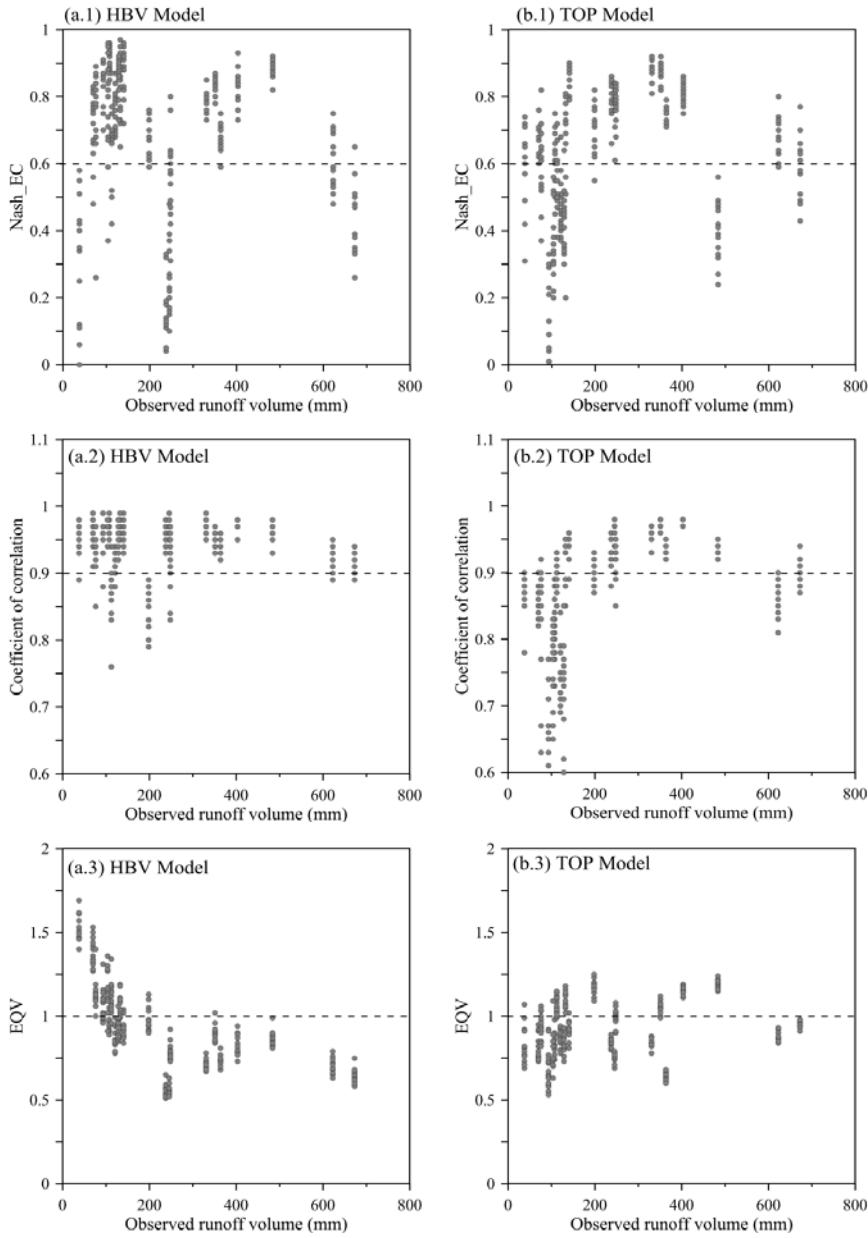 (a.1) HBV Model
1
0.8
0.6
0.4
0.2
0
Nash_EC
0 200 400 600 800
Observed runoff volume (mm)
(b.1) TOP Model
1
0.8
0.6
0.4
0.2
0
Nash_EC
0 200 400 600 800
Observed runoff volume (mm)
(a.2) HBV Model
1.1
1
0.9
0.8
0.7
0.6
Coefficient of correlation
0 200 400 600 800
Observed runoff volume (mm)
(b.2) TOP Model
1.1
1
0.9
0.8
0.7
0.6
Coefficient of correlation
0 200 400 600 800
Observed runoff volume (mm)
(a.3) HBV Model
2
1.5
1
0.5
0
EQV
0 200 400 600 800
Observed runoff volume (mm)
(b.3) TOP Model
2
1.5
1
0.5
0
EQV
0 200 400 600 800
Observed runoff volume (mm)